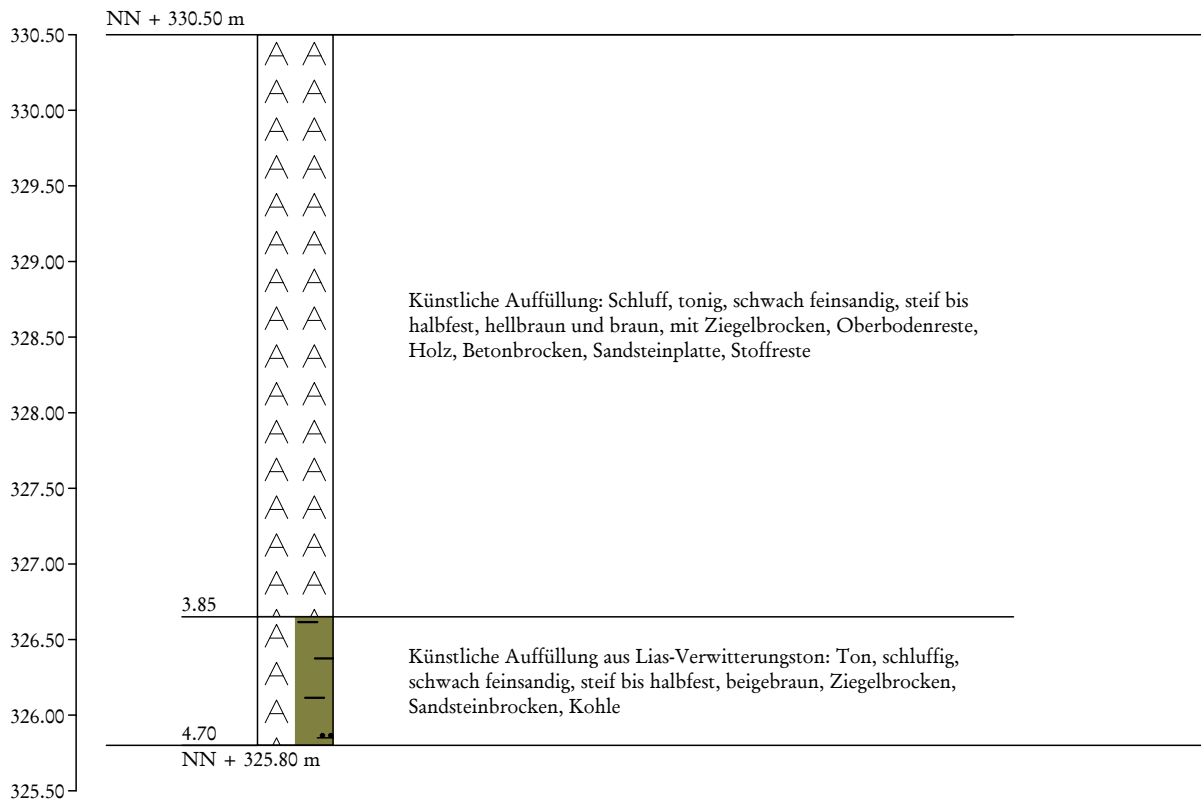 NN + 330.50 m
330.50
330.00
329.50
329.00
Künstliche Auffüllung: Schluff, tonig, schwach feinsandig, steif bis
halbfest, hellbraun und braun, mit Ziegelbrocken, Oberbodenreste,
Holz, Betonbrocken, Sandsteinplatte, Stoffreste
328.50
328.00
327.50
327.00
3.85
326.50
Künstliche Auffüllung aus Lias-Verwitterungston: Ton, schluffig,
schwach feinsandig, steif bis halbfest, beigebraun, Ziegelbrocken,
Sandsteinbrocken, Kohle
326.00
4.70
NN + 325.80 m
325.50